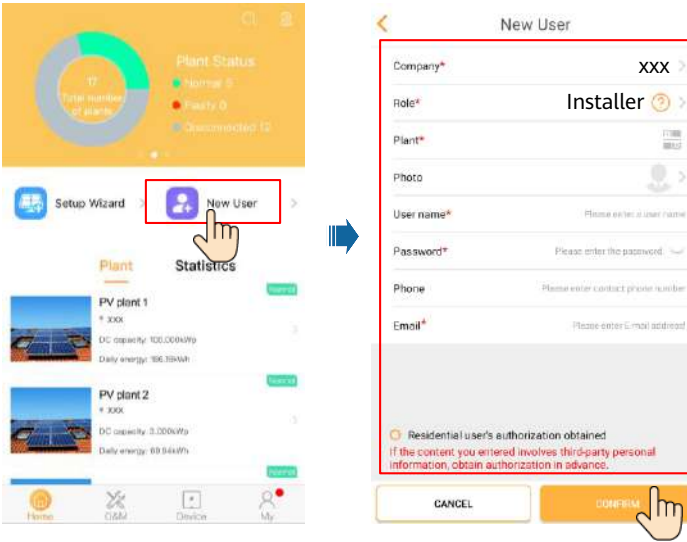 17
Total number
of plants
Plant Status
Normal 5
Faulty 0
Disconnected 12
Setup Wizard
New User
Plant
Statistics
PV plant 1
xxx
DC capacity: 100.000kWp
Daily energy:
Normal
PV plant 2
xxx
DC capacity: 3.000kWp
Daily energy: 69.94kWh
Normal
Normal
Home
O&M
Device
My
New User
Company*
xxx
Role*
Installer ?
Plant*
Photo
User name*
Please enter a user name
Password*
Please enter the password
Phone
Please enter contact phone number
Email*
Please enter E-mail address
Residential user's authorization obtained
If the content you entered involves third-party personal
information, obtain authorization in advance.
CANCEL
CONFIRM